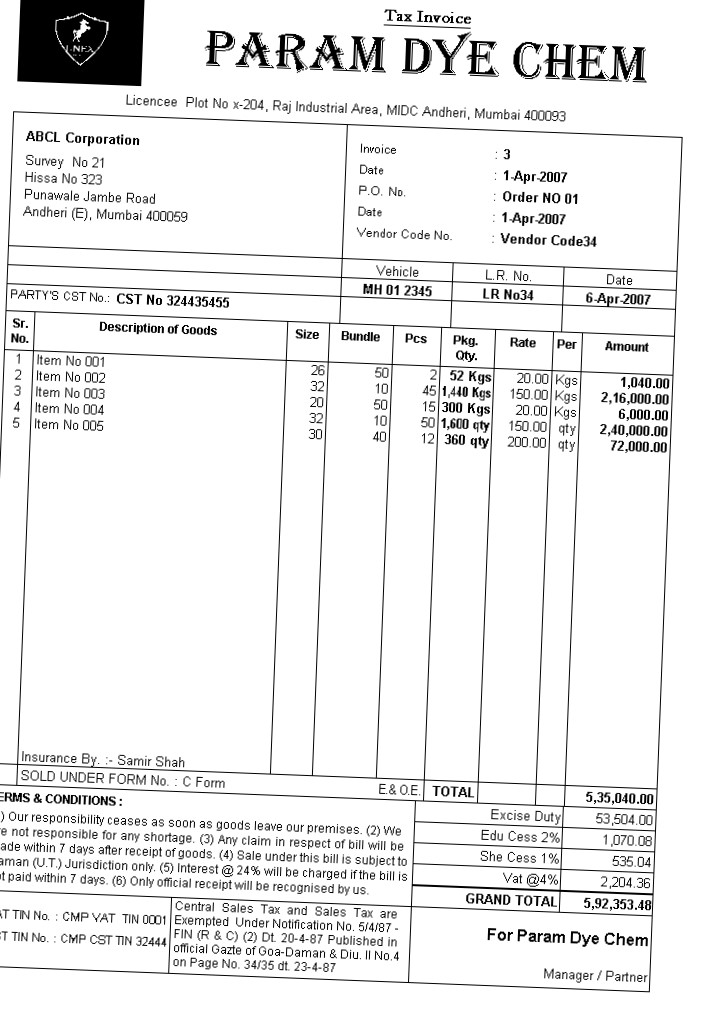 I-NEX
Tax Invoice
PARAM DYE CHEM
Licencee Plot No x-204, Raj Industrial Area, MIDC Andheri, Mumbai 400093
ABCL Corporation
Survey No 21
Hissa No 323
Punawale Jambe Road
Andheri (E), Mumbai 400059
Invoice : 3
Date : 1-Apr-2007
P.O. No. : Order NO 01
Date : 1-Apr-2007
Vendor Code No. : Vendor Code34
Vehicle L.R. No. Date
MH 01 2345 LR No34 6-Apr-2007
PARTY'S CST No.: CST No 324435455
Sr. No. Description of Goods Size Bundle Pcs Pkg. Qty. Rate Per Amount
1 Item No 001 26 50 2 52 Kgs 20.00 Kgs 1,040.00
2 Item No 002 32 10 45 1,440 Kgs 150.00 Kgs 2,16,000.00
3 Item No 003 20 50 15 300 Kgs 20.00 Kgs 6,000.00
4 Item No 004 32 10 50 1,600 qty 150.00 qty 2,40,000.00
5 Item No 005 30 40 12 360 qty 200.00 qty 72,000.00
Insurance By. :- Samir Shah
SOLD UNDER FORM No. : C Form E.& O.E. TOTAL 5,35,040.00
Excise Duty 53,504.00
Edu Cess 2% 1,070.08
She Cess 1% 535.04
Vat @4% 2,204.36
GRAND TOTAL 5,92,353.48
ERMS & CONDITIONS :
) Our responsibility ceases as soon as goods leave our premises. (2) We
re not responsible for any shortage. (3) Any claim in respect of bill will be
ade within 7 days after receipt of goods. (4) Sale under this bill is subject to
aman (U.T.) Jurisdiction only. (5) Interest @ 24% will be charged if the bill is
t paid within 7 days. (6) Only official receipt will be recognised by us.
AT TIN No. : CMP VAT TIN 0001
T TIN No. : CMP CST TIN 32444
Central Sales Tax and Sales Tax are
Exempted Under Notification No. 5/4/87 -
FIN (R & C) (2) Dt. 20-4-87 Published in
official Gazte of Goa-Daman & Diu. II No.4
on Page No. 34/35 dt. 23-4-87
For Param Dye Chem
Manager / Partner